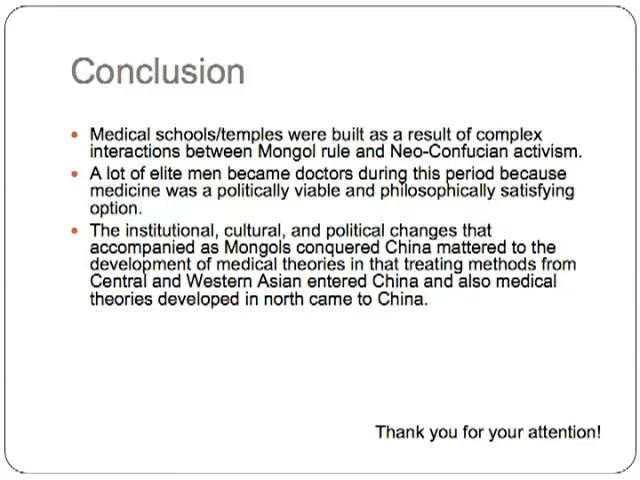 Conclusion
• Medical schools/temples were built as a result of complex
interactions between Mongol rule and Neo-Confucian activism.
• A lot of elite men became doctors during this period because
medicine was a politically viable and philosophically satisfying
option.
• The institutional, cultural, and political changes that
accompanied as Mongols conquered China mattered to the
development of medical theories in that treating methods from
Central and Western Asian entered China and also medical
theories developed in north came to China.
Thank you for your attention!